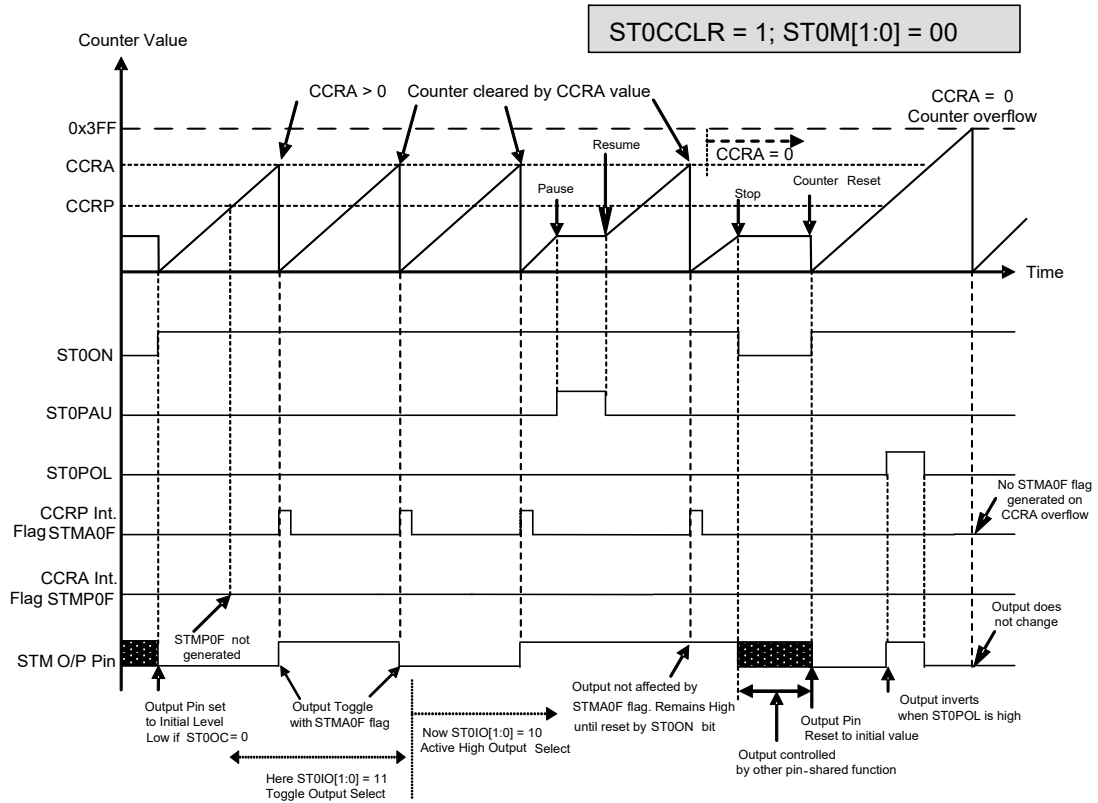 ST0CCLR = 1; ST0M[1:0] = 00
Counter Value
CCRA > 0
Counter cleared by CCRA value
CCRA = 0
Counter overflow
0x3FF
CCRA = 0
Resume
CCRA
Pause
Stop
Counter Reset
CCRP
Time
ST0ON
ST0PAU
ST0POL
No STMA0F flag
generated on
CCRA overflow
CCRP Int.
Flag STMA0F
CCRA Int.
Flag STMP0F
STMP0F not
generated
Output does
not change
STM O/P Pin
Output Pin set
to Initial Level
Low if ST0OC=0
Output Toggle
with STMA0F flag
Now ST0IO[1:0] = 10
Active High Output Select
Output not affected by
STMA0F flag. Remains High
until reset by ST0ON bit
Output Pin
Reset to initial value
Output inverts
when ST0POL is high
Output controlled
by other pin-shared function
Here ST0IO[1:0] = 11
Toggle Output Select